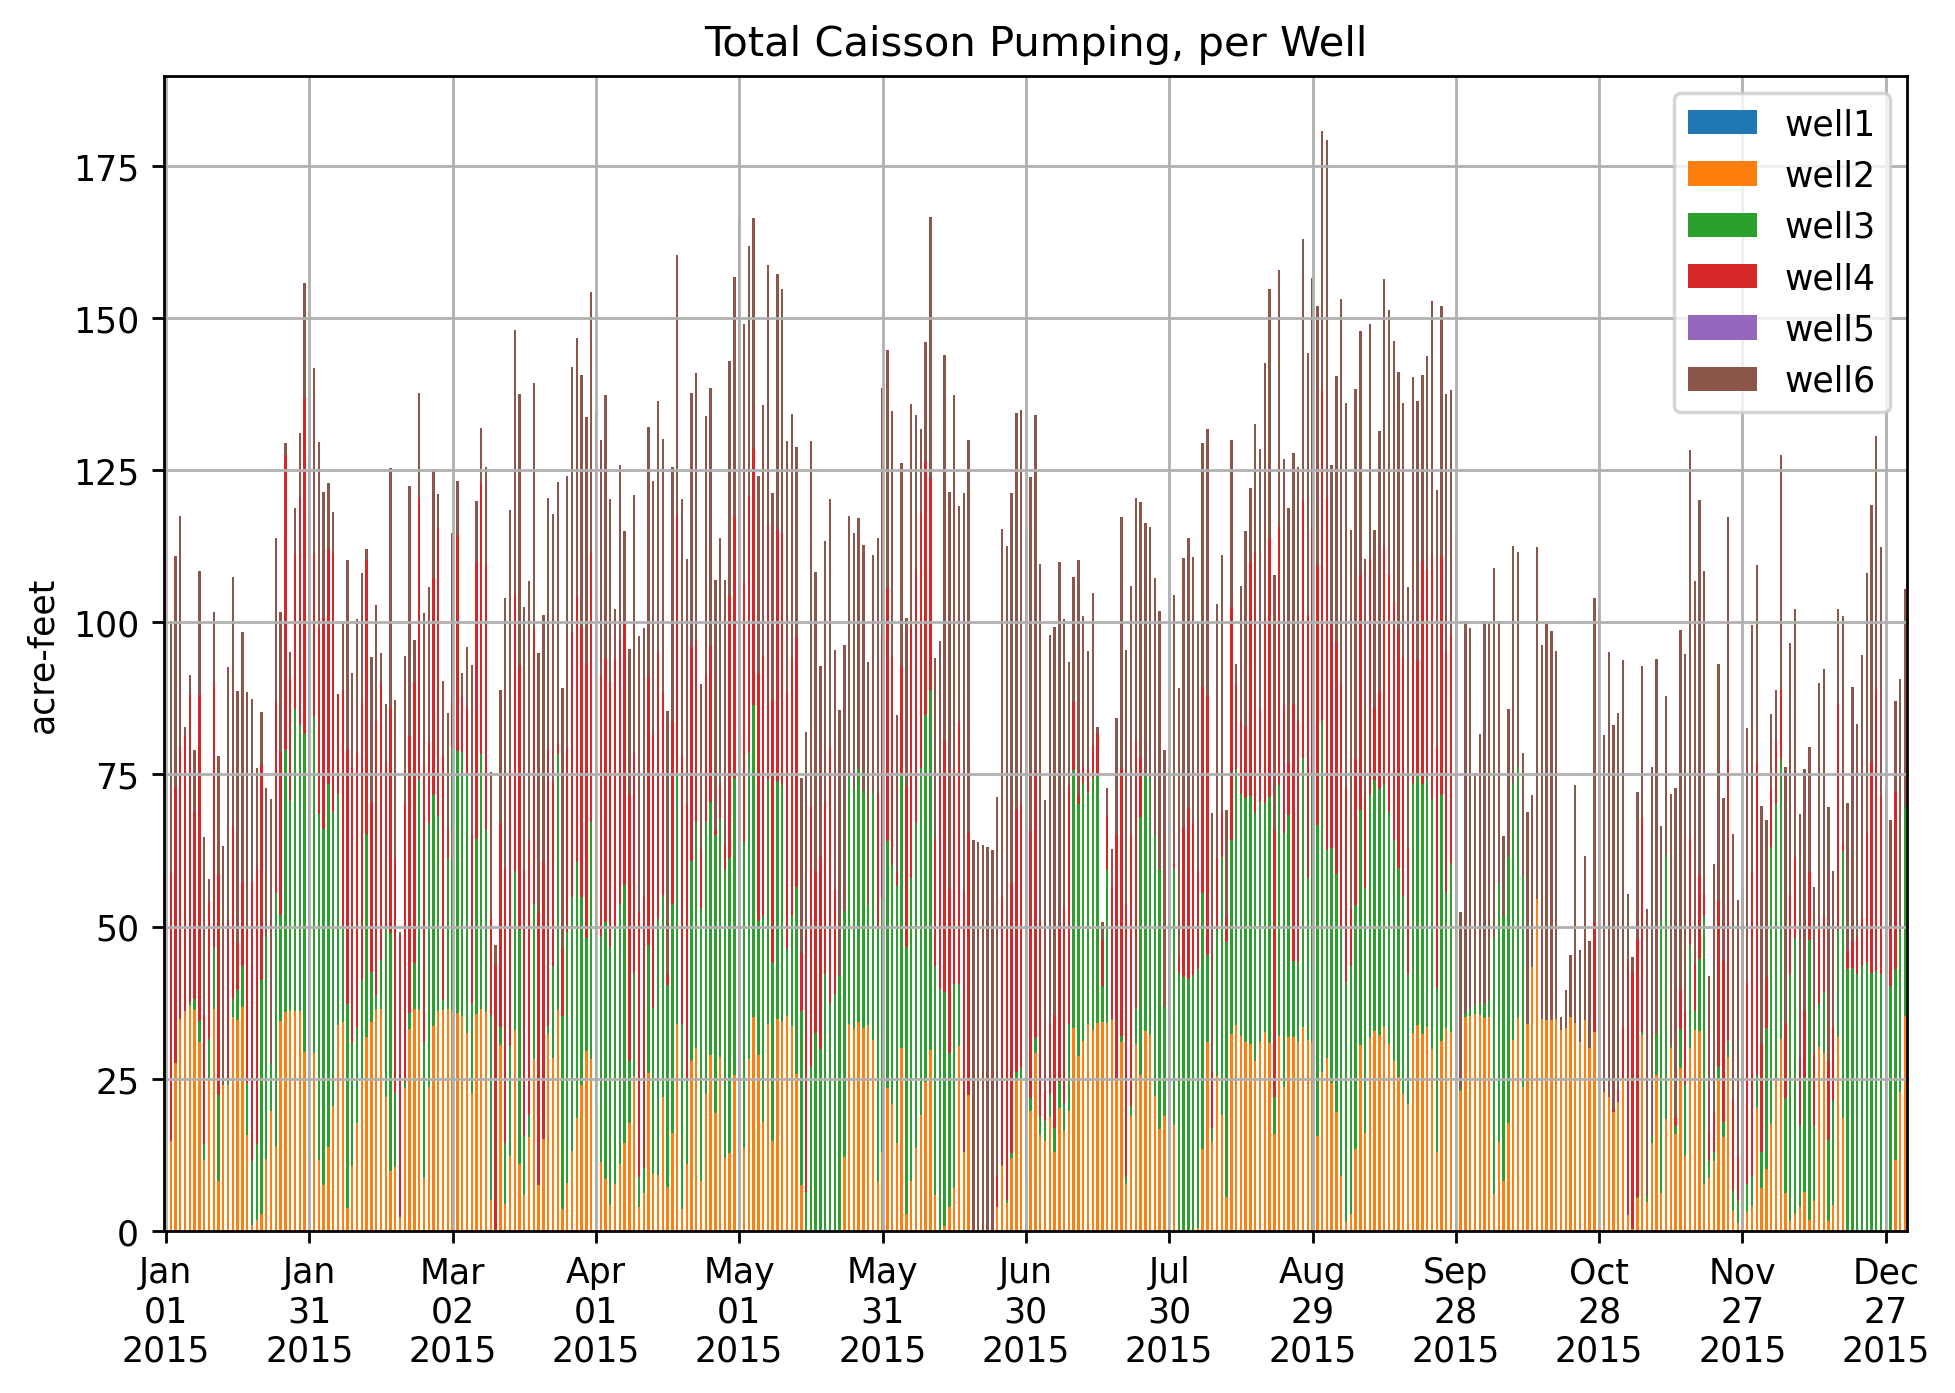 Total Caisson Pumping, per Well
acre-feet
175
150
125
100
75
50
25
0
well1
well2
well3
well4
well5
well6
Jan Jan Mar Apr May May Jun Jul Aug Sep Oct Nov Dec
01 31 02 01 01 31 30 30 29 28 28 27 27
2015 2015 2015 2015 2015 2015 2015 2015 2015 2015 2015 2015 2015